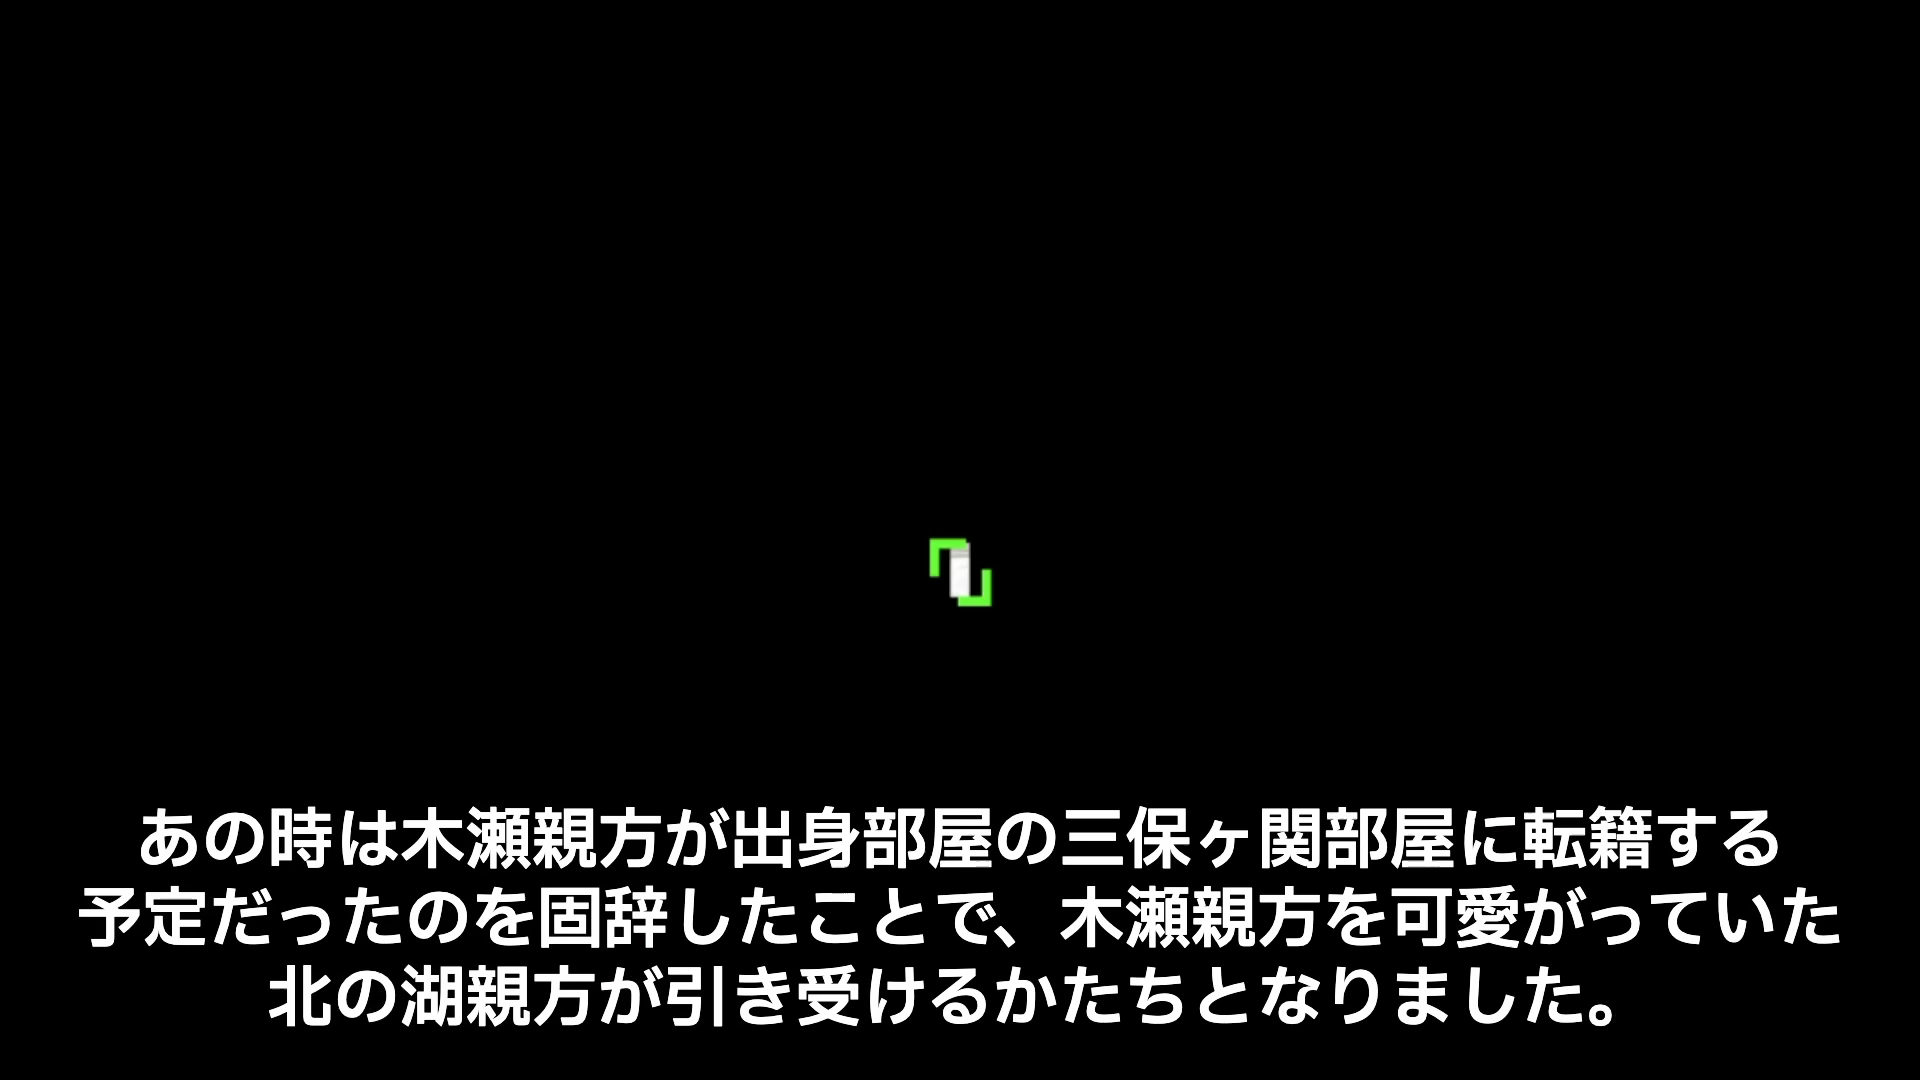 あの時は木瀬親方が出身部屋の三保ヶ関部屋に転籍する
予定だったのを固辞したことで、木瀬親方を可愛がっていた
北の湖親方が引き受けるかたちとなりました。